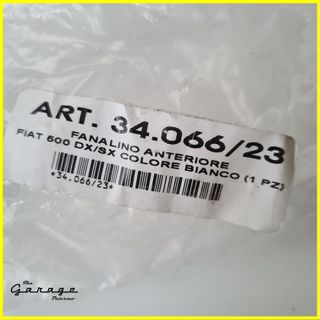 ART. 34.066/23
FANALINO ANTERIORE
FIAT 500 DX/SX COLORE BIANCO (1 PZ)
*34.066/23*
The
Garage
Palermo